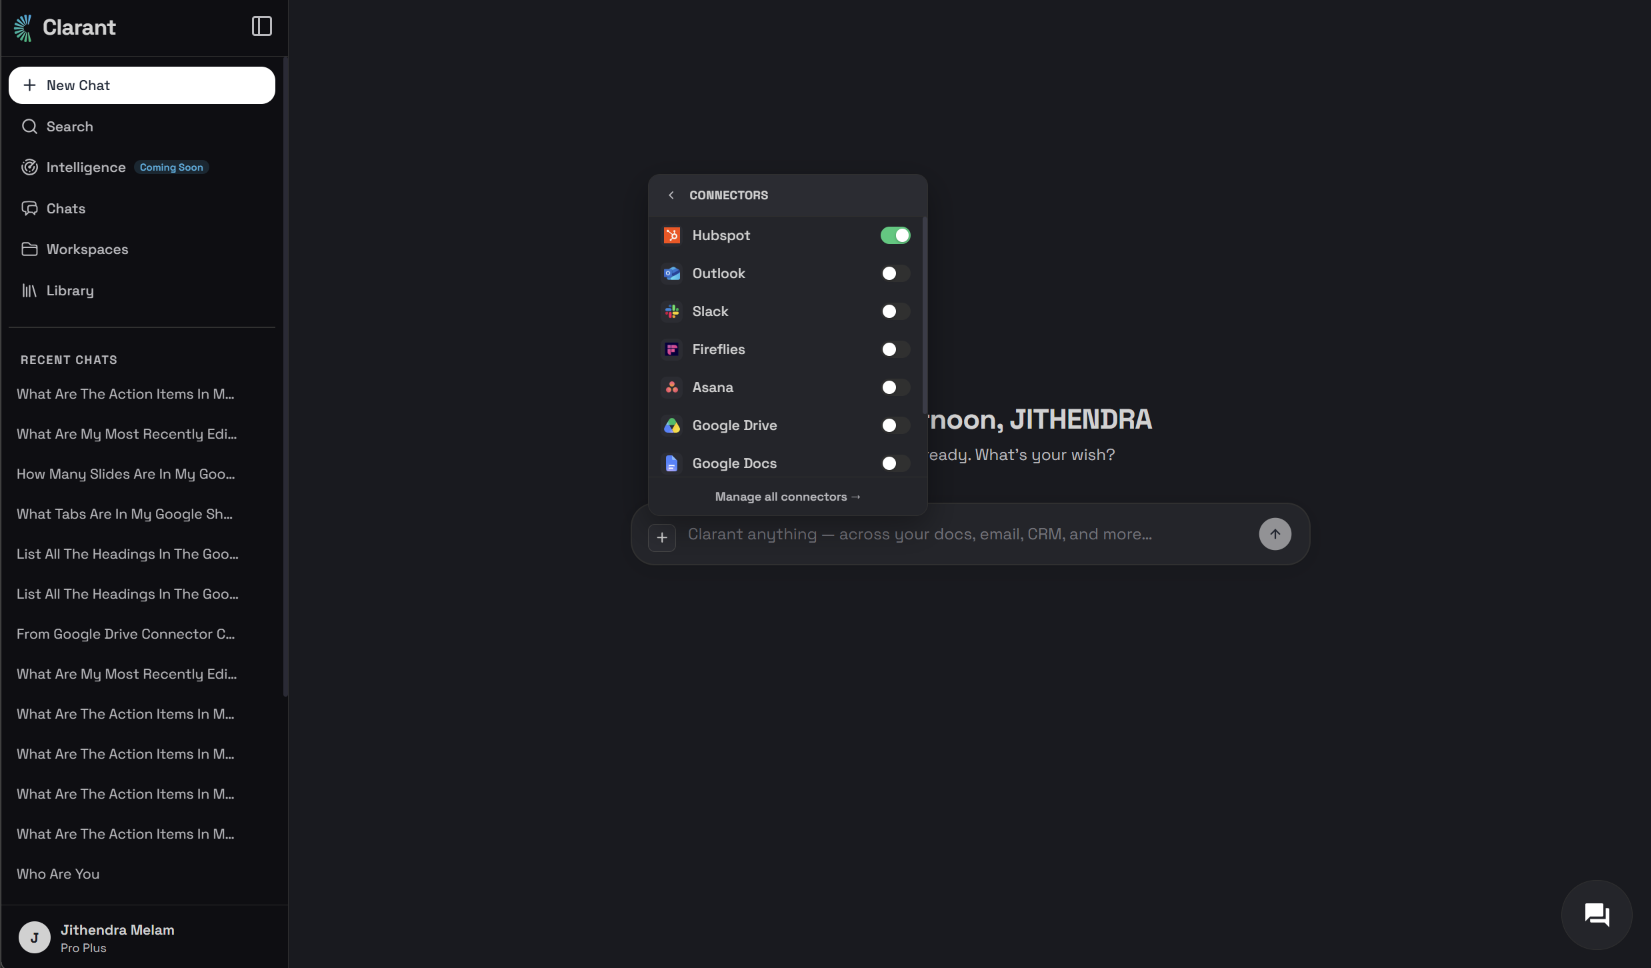 Clarant
New Chat
Search
Intelligence Coming Soon
Chats
Workspaces
Library
RECENT CHATS
What Are The Action Items In M...
What Are My Most Recently Edi...
How Many Slides Are In My Goo...
What Tabs Are In My Google Sh...
List All The Headings In The Goo...
List All The Headings In The Goo...
From Google Drive Connector C...
What Are My Most Recently Edi...
What Are The Action Items In M...
What Are The Action Items In M...
What Are The Action Items In M...
What Are The Action Items In M...
Who Are You
J
Jithendra Melam
Pro Plus
CONNECTORS
Hubspot
Outlook
Slack
Fireflies
Asana
Google Drive
Google Docs
Manage all connectors →
JITHENDRA
What's your wish?
Clarant anything — across your docs, email, CRM, and more...